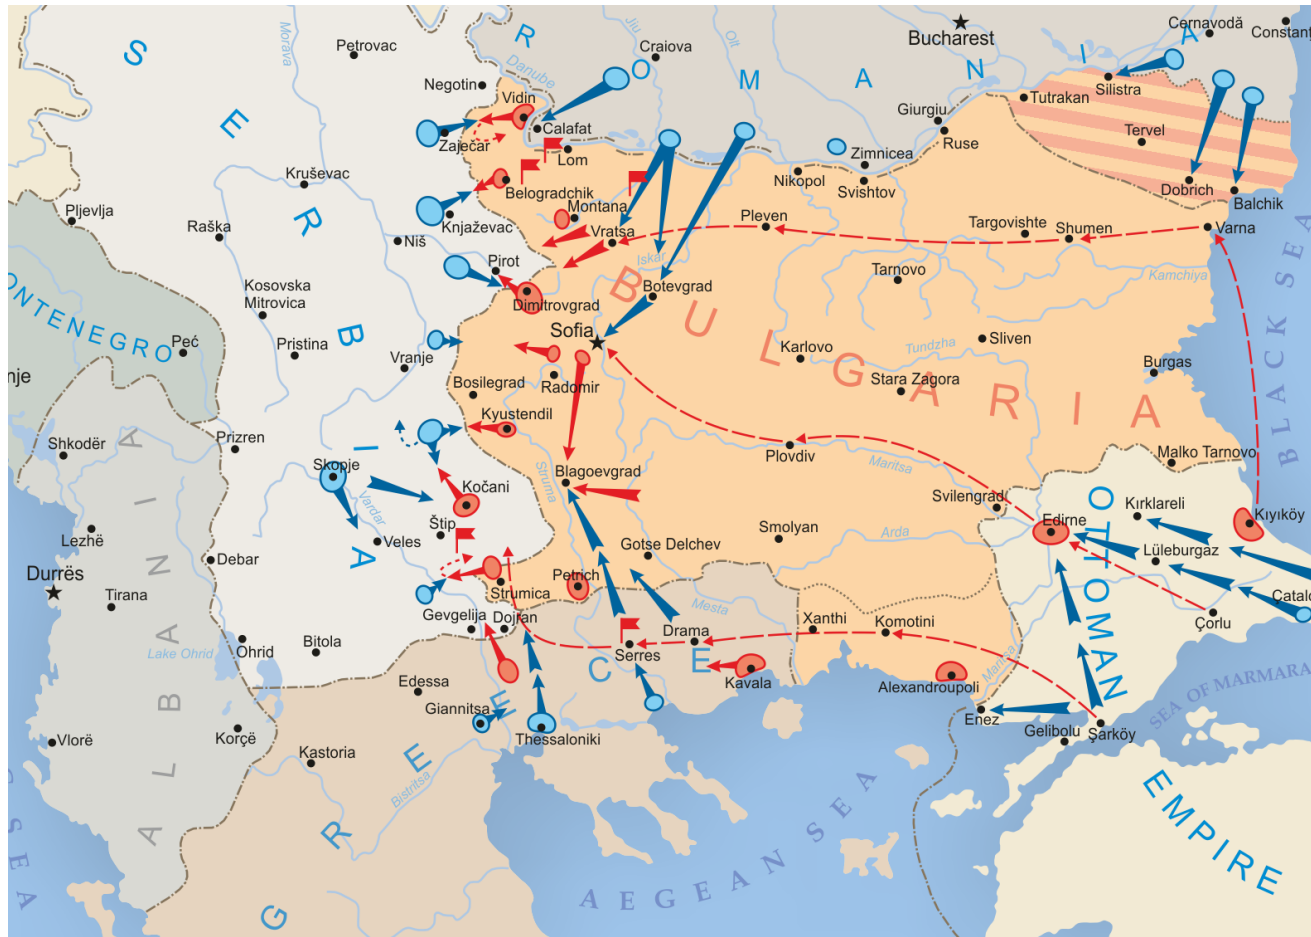 SERBIA
ROMANIA
BULGARIA
ONTENEGRO
ALBANIA
GREECE
OTTOMAN
EMPIRE
BLACK SEA
AEGEAN SEA
SEA OF MARMARA
SEA
Morava
Petrovac
Negotin
Danube
Jiu
Craiova
Olt
Bucharest
Cernavodă
Constanț
Vidin
Calafat
Zaječar
Lom
Giurgiu
Ruse
Tutrakan
Silistra
Tervel
Zimnicea
Nikopol
Svishtov
Dobrich
Balchik
Kruševac
Belogradchik
Montana
Knjaževac
Pljevlja
Raška
Niš
Vratsa
Pleven
Targovishte
Shumen
Varna
Iskar
Pirot
Kosovska
Mitrovica
Dimitrovgrad
Botevgrad
Tarnovo
Kamchiya
Sofia
Peć
Pristina
Vranje
Karlovo
Tundzha
Sliven
Burgas
nje
Radomir
Bosilegrad
Stara Zagora
Kyustendil
Shkodër
Prizren
Plovdiv
Maritsa
Malko Tarnovo
Skopje
Struma
Blagoevgrad
Kočani
Vardar
Svilengrad
Kırklareli
Edirne
Kıyıköy
Štip
Veles
Smolyan
Arda
Lüleburgaz
Lezhë
Debar
Gotse Delchev
Durrës
Tirana
Petrich
Strumica
Çatalc
Çorlu
Mesta
Gevgelija
Dojran
Drama
Xanthi
Komotini
Serres
Bitola
Ohrid
Lake Ohrid
Maritsa
Edessa
Kavala
Alexandroupoli
Giannitsa
Enez
Gelibolu
Şarköy
Vlorë
Korçë
Kastoria
Thessaloniki
Bistritsa